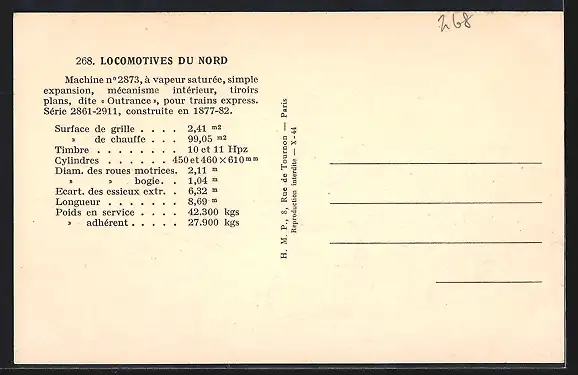 268
268. LOCOMOTIVES DU NORD
Machine nº 2873, à vapeur saturée, simple
expansion, mécanisme intérieur, tiroirs
plans, dite « Outrance », pour trains express.
Série 2861-2911, construite en 1877-82.
Surface de grille . . . . 2,41 m2
» de chauffe . . . 99,05 m2
Timbre . . . . . . . . 10 et 11 Hpz
Cylindres . . . . . . 450 et 460 × 610 mm
Diam. des roues motrices. 2,11 m
» » bogie. . 1,04 m
Ecart. des essieux extr. . 6,32 m
Longueur . . . . . . . 8,69 m
Poids en service . . . . 42.300 kgs
» adhérent . . . . . 27.900 kgs
H. M. P., 8, Rue de Tournon — Paris
Reproduction interdite — X-44